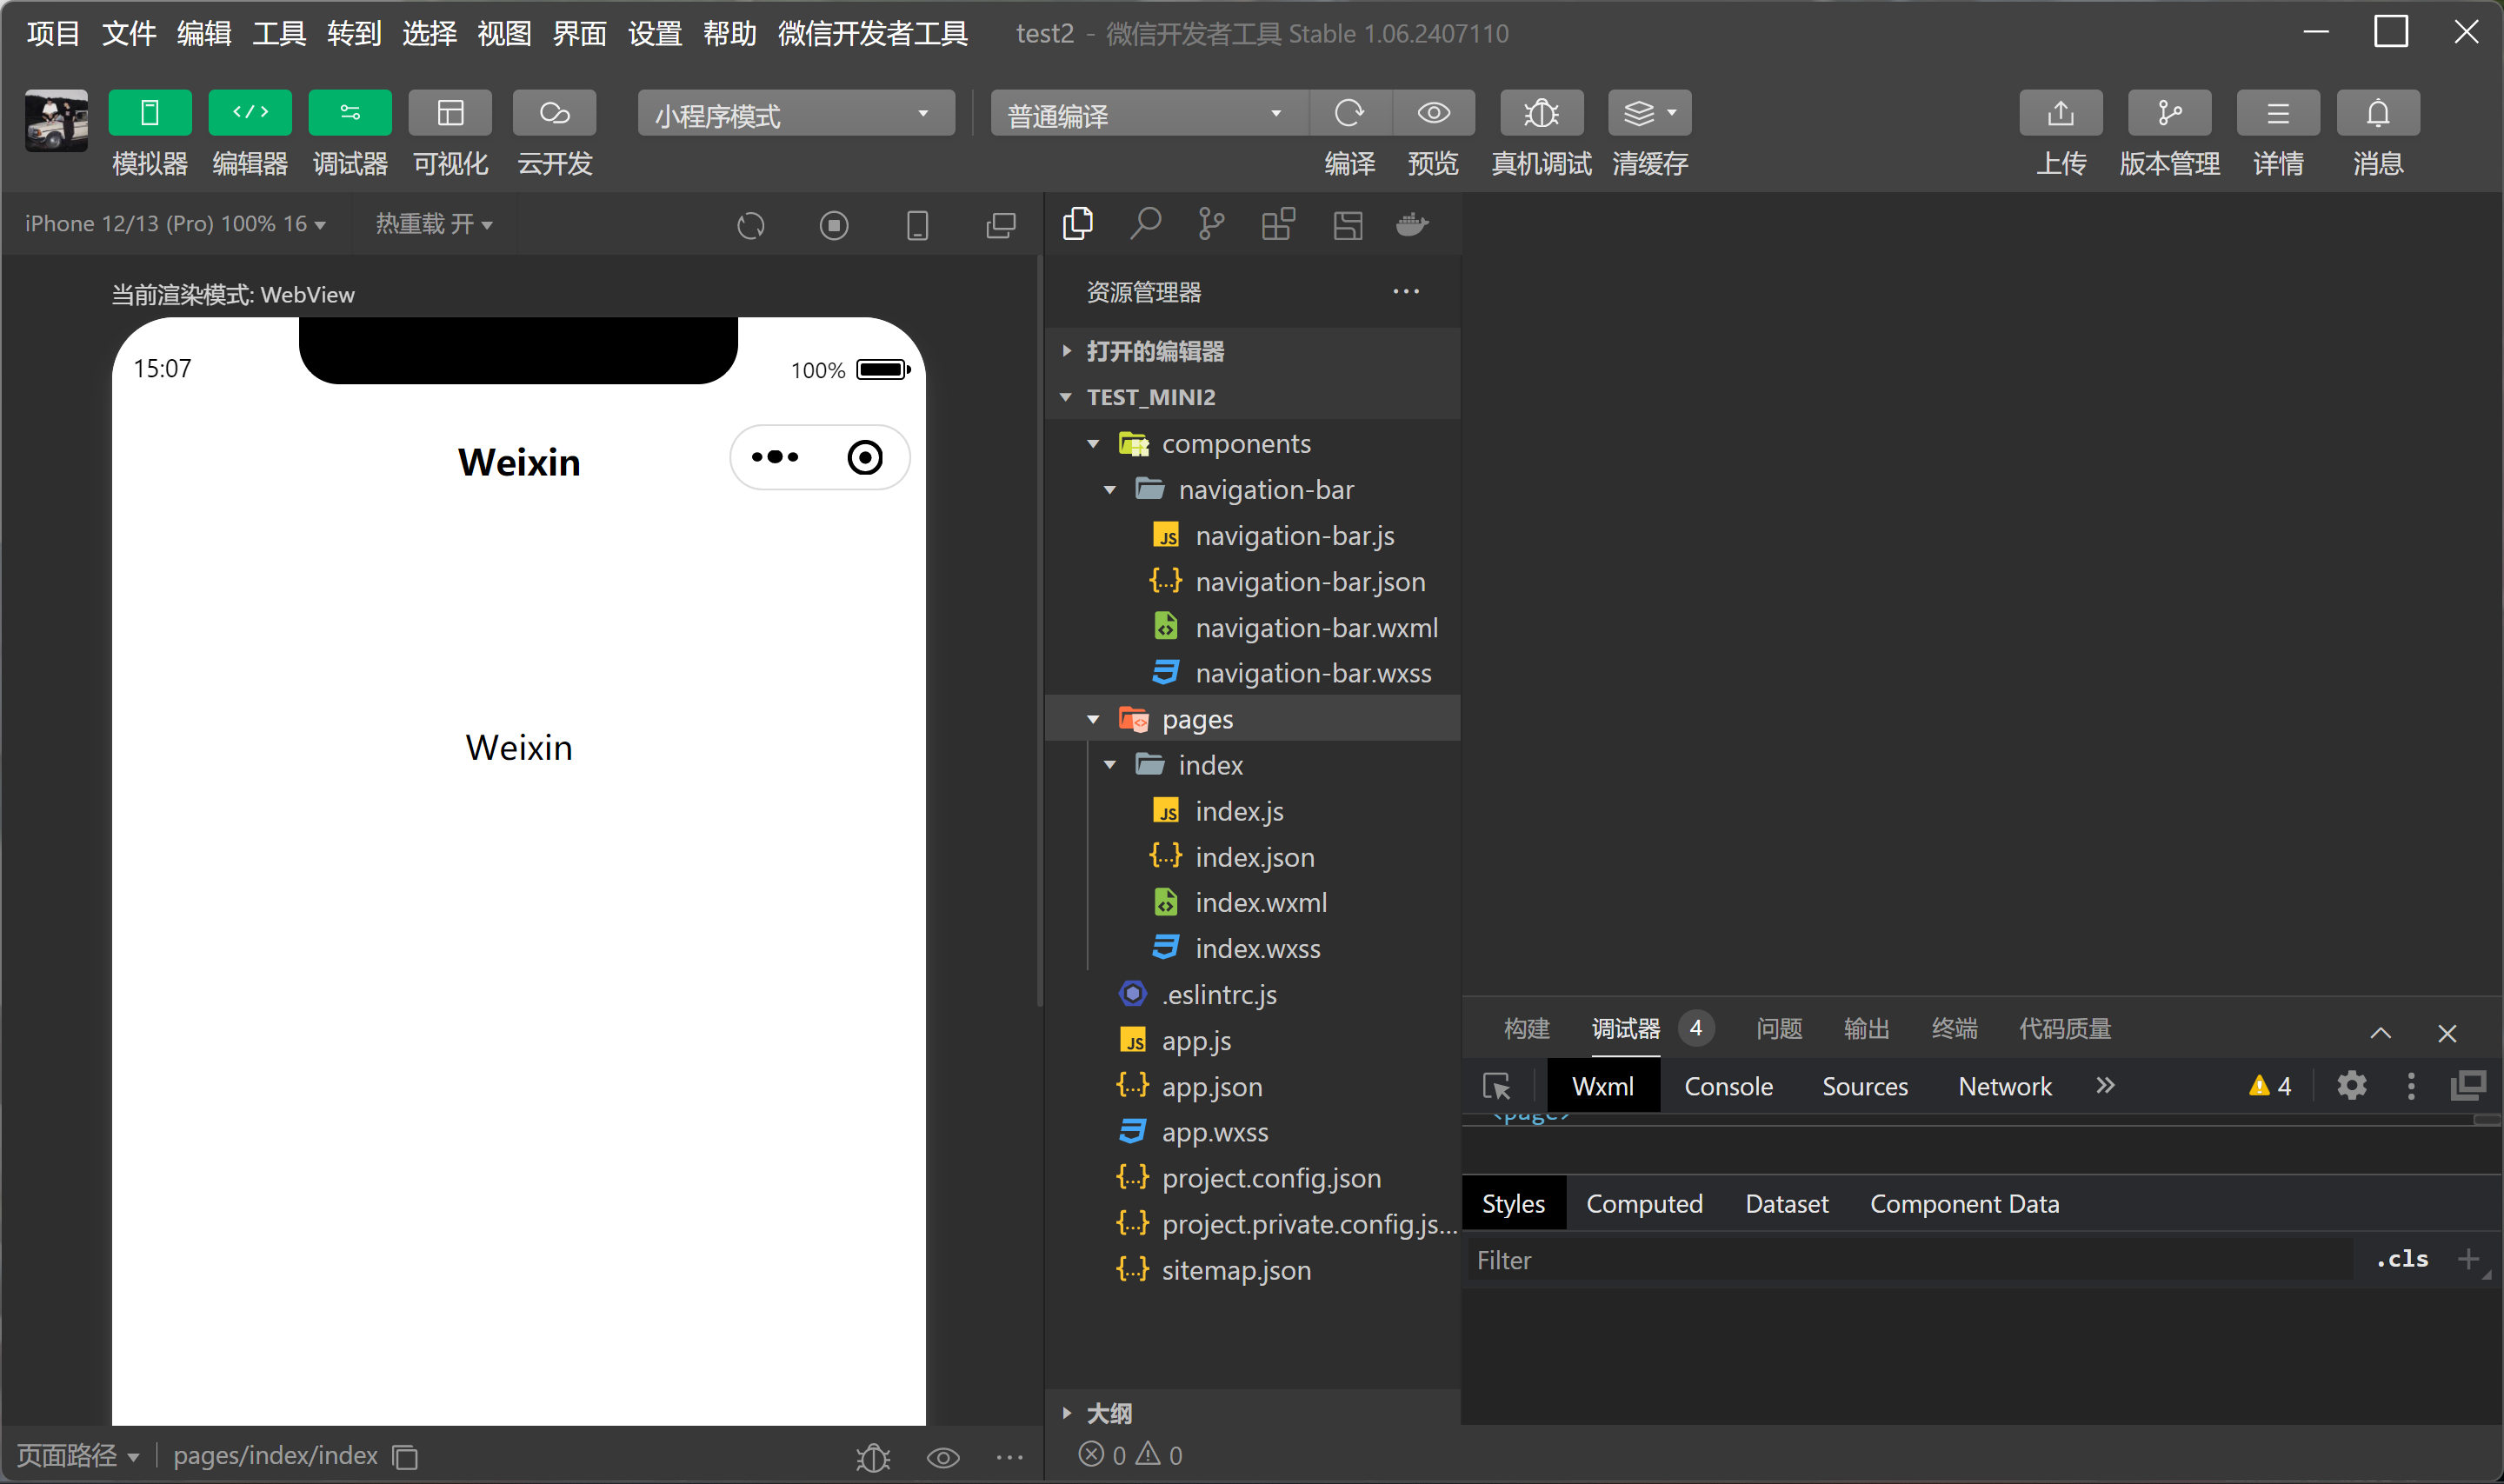 项目 文件 编辑 工具 转到 选择 视图 界面 设置 帮助 微信开发者工具 test2 - 微信开发者工具 Stable 1.06.2407110
模拟器 编辑器 调试器 可视化 云开发
小程序模式
普通编译
编译 预览 真机调试 清缓存
上传 版本管理 详情 消息
iPhone 12/13 (Pro) 100% 16
热重载 开
当前渲染模式: WebView
15:07
100%
Weixin
Weixin
页面路径
pages/index/index
资源管理器
打开的编辑器
TEST_MINI2
components
navigation-bar
JS navigation-bar.js
{..} navigation-bar.json
navigation-bar.wxml
navigation-bar.wxss
pages
index
JS index.js
{..} index.json
index.wxml
index.wxss
.eslintrc.js
JS app.js
{..} app.json
app.wxss
{..} project.config.json
{..} project.private.config.js...
{..} sitemap.json
大纲
0 0
构建 调试器 4 问题 输出 终端 代码质量
Wxml Console Sources Network 4
<page>
Styles Computed Dataset Component Data
Filter .cls